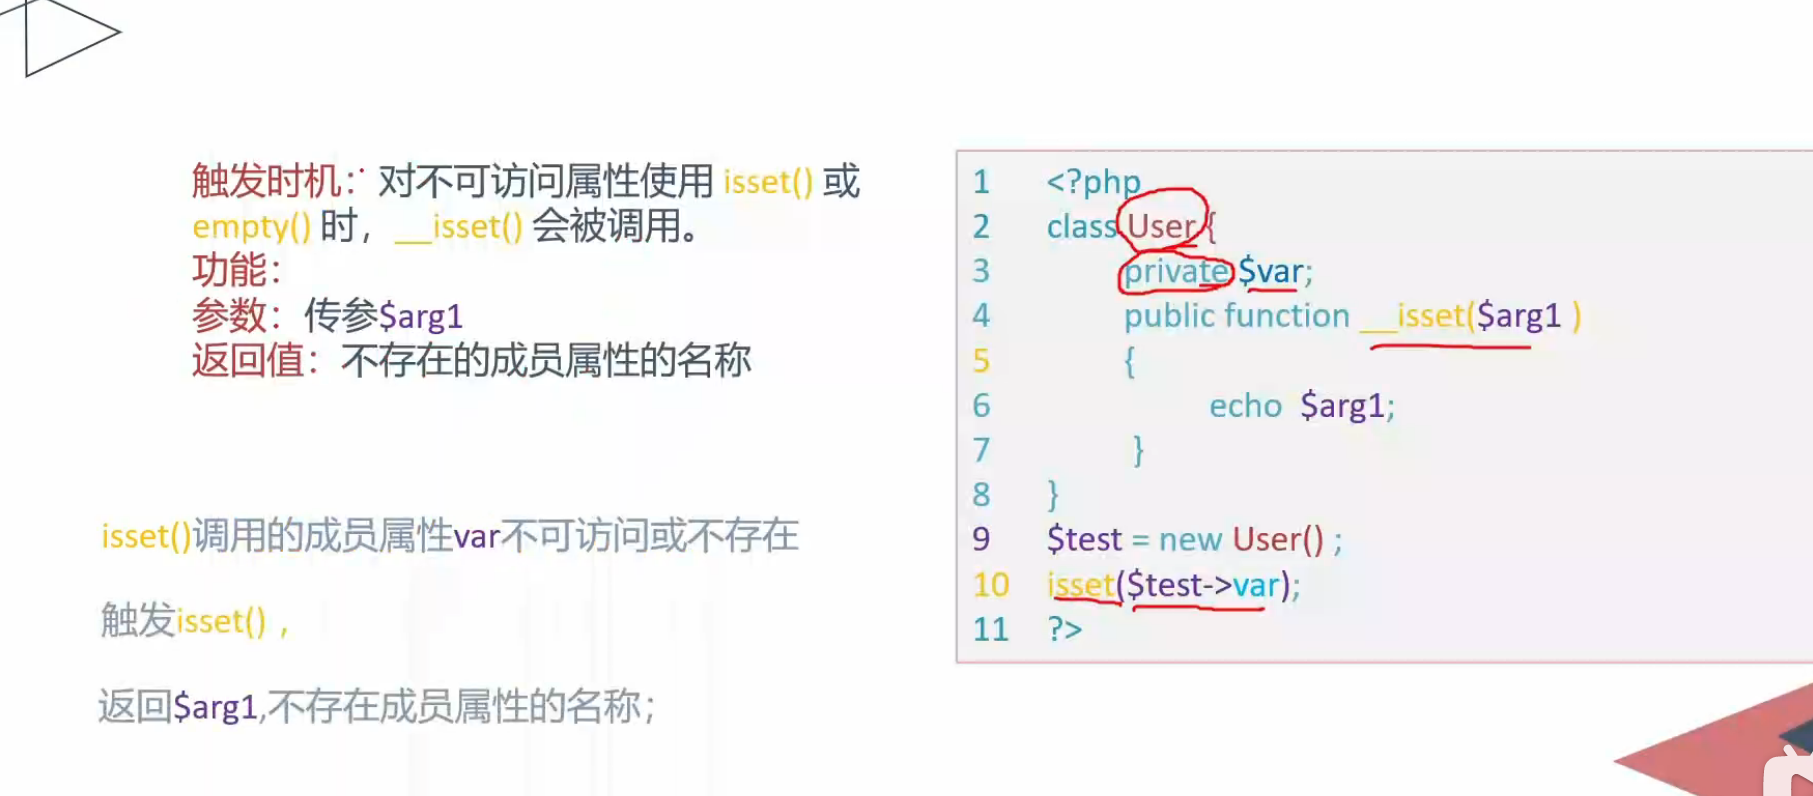 触发时机：对不可访问属性使用 isset() 或
empty() 时，__isset() 会被调用。
功能：
参数：传参$arg1
返回值：不存在的成员属性的名称
isset()调用的成员属性var不可访问或不存在
触发isset()，
返回$arg1,不存在成员属性的名称；
1 <?php
2 class User {
3 private $var;
4 public function __isset($arg1 )
5 {
6 echo $arg1;
7 }
8 }
9 $test = new User() ;
10 isset($test->var);
11 ?>